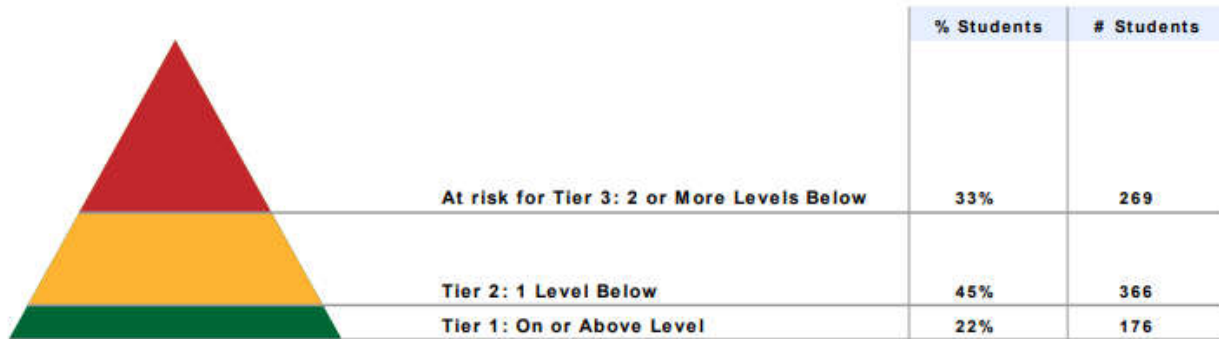 % Students # Students
At risk for Tier 3: 2 or More Levels Below 33% 269
Tier 2: 1 Level Below 45% 366
Tier 1: On or Above Level 22% 176